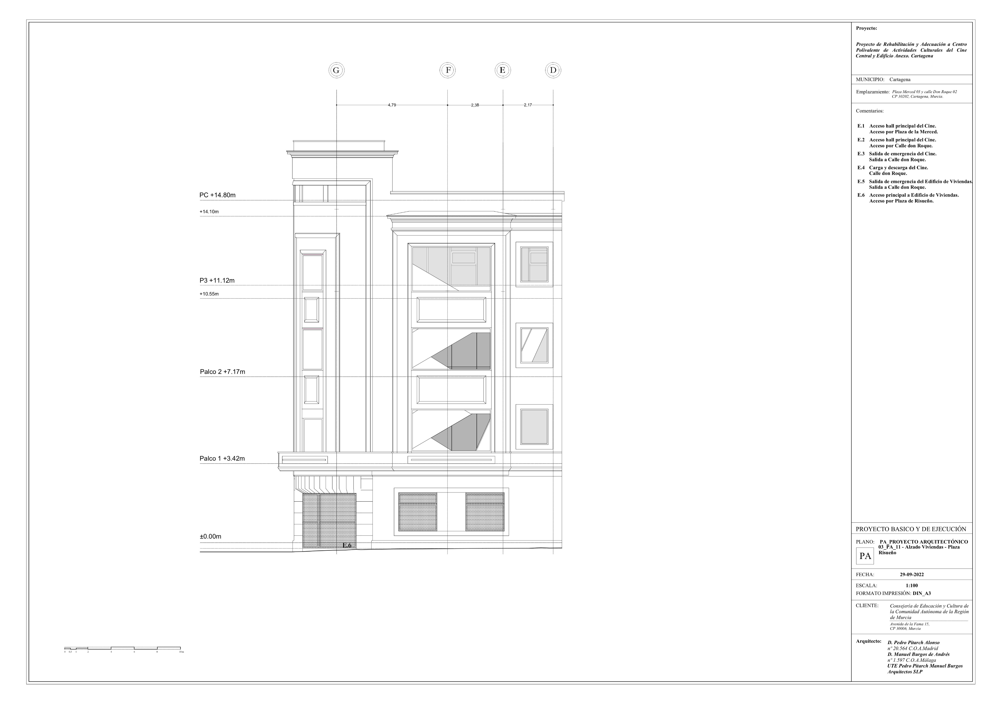 G
F
E
D
4,79
2,38
2,17
PC +14.80m
+14.10m
P3 +11.12m
+10.55m
Palco 2 +7.17m
Palco 1 +3.42m
±0.00m
E.6
0 0.5 1 2 4 6 8 10m
Proyecto:
Proyecto de Rehabilitación y Adecuación a Centro
Polivalente de Actividades Culturales del Cine
Central y Edificio Anexo. Cartagena
MUNICIPIO: Cartagena
Emplazamiento: Plaza Merced 03 y calle Don Roque 02
CP 30202, Cartagena, Murcia.
Comentarios:
E.1 Acceso hall principal del Cine.
Acceso por Plaza de la Merced.
E.2 Acceso hall principal del Cine.
Acceso por Calle don Roque.
E.3 Salida de emergencia del Cine.
Salida a Calle don Roque.
E.4 Carga y descarga del Cine.
Calle don Roque.
E.5 Salida de emergencia del Edificio de Viviendas.
Salida a Calle don Roque.
E.6 Acceso principal a Edificio de Viviendas.
Acceso por Plaza de Risueño.
PROYECTO BASICO Y DE EJECUCIÓN
PLANO: PA_PROYECTO ARQUITECTÓNICO
03_PA_11 - Alzado Viviendas - Plaza
Risueño
PA
FECHA: 29-09-2022
ESCALA: 1:100
FORMATO IMPRESIÓN: DIN_A3
CLIENTE: Consejería de Educación y Cultura de
la Comunidad Autónoma de la Región
de Murcia
Avenida de la Fama 15,
CP 30006, Murcia
Arquitecto: D. Pedro Pitarch Alonso
nº 20.564 C.O.A.Madrid
D. Manuel Burgos de Andrés
nº 1.597 C.O.A.Málaga
UTE Pedro Pitarch Manuel Burgos
Arquitectos SLP